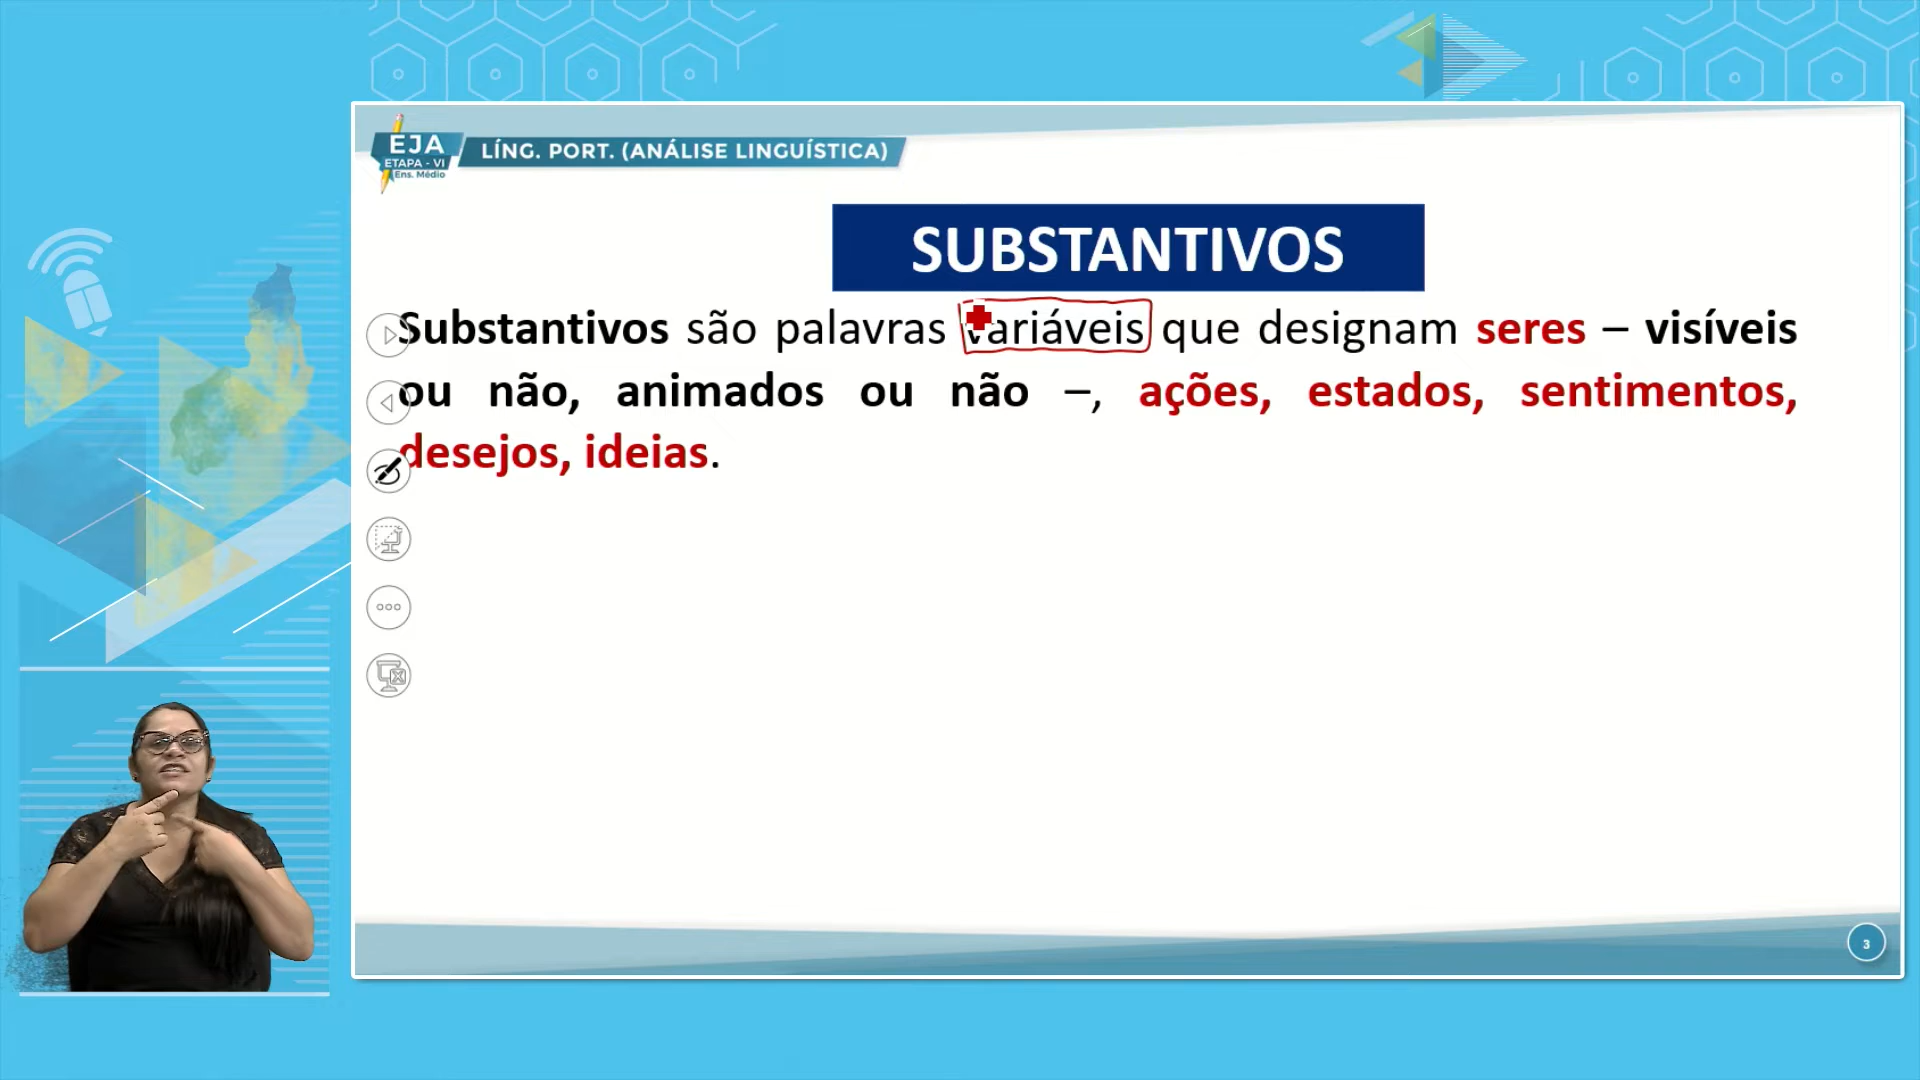 EJA
ETAPA - VI
Ens. Médio
LÍNG. PORT. (ANÁLISE LINGUÍSTICA)
SUBSTANTIVOS
Substantivos são palavras variáveis que designam seres – visíveis
ou não, animados ou não –, ações, estados, sentimentos,
desejos, ideias.
3